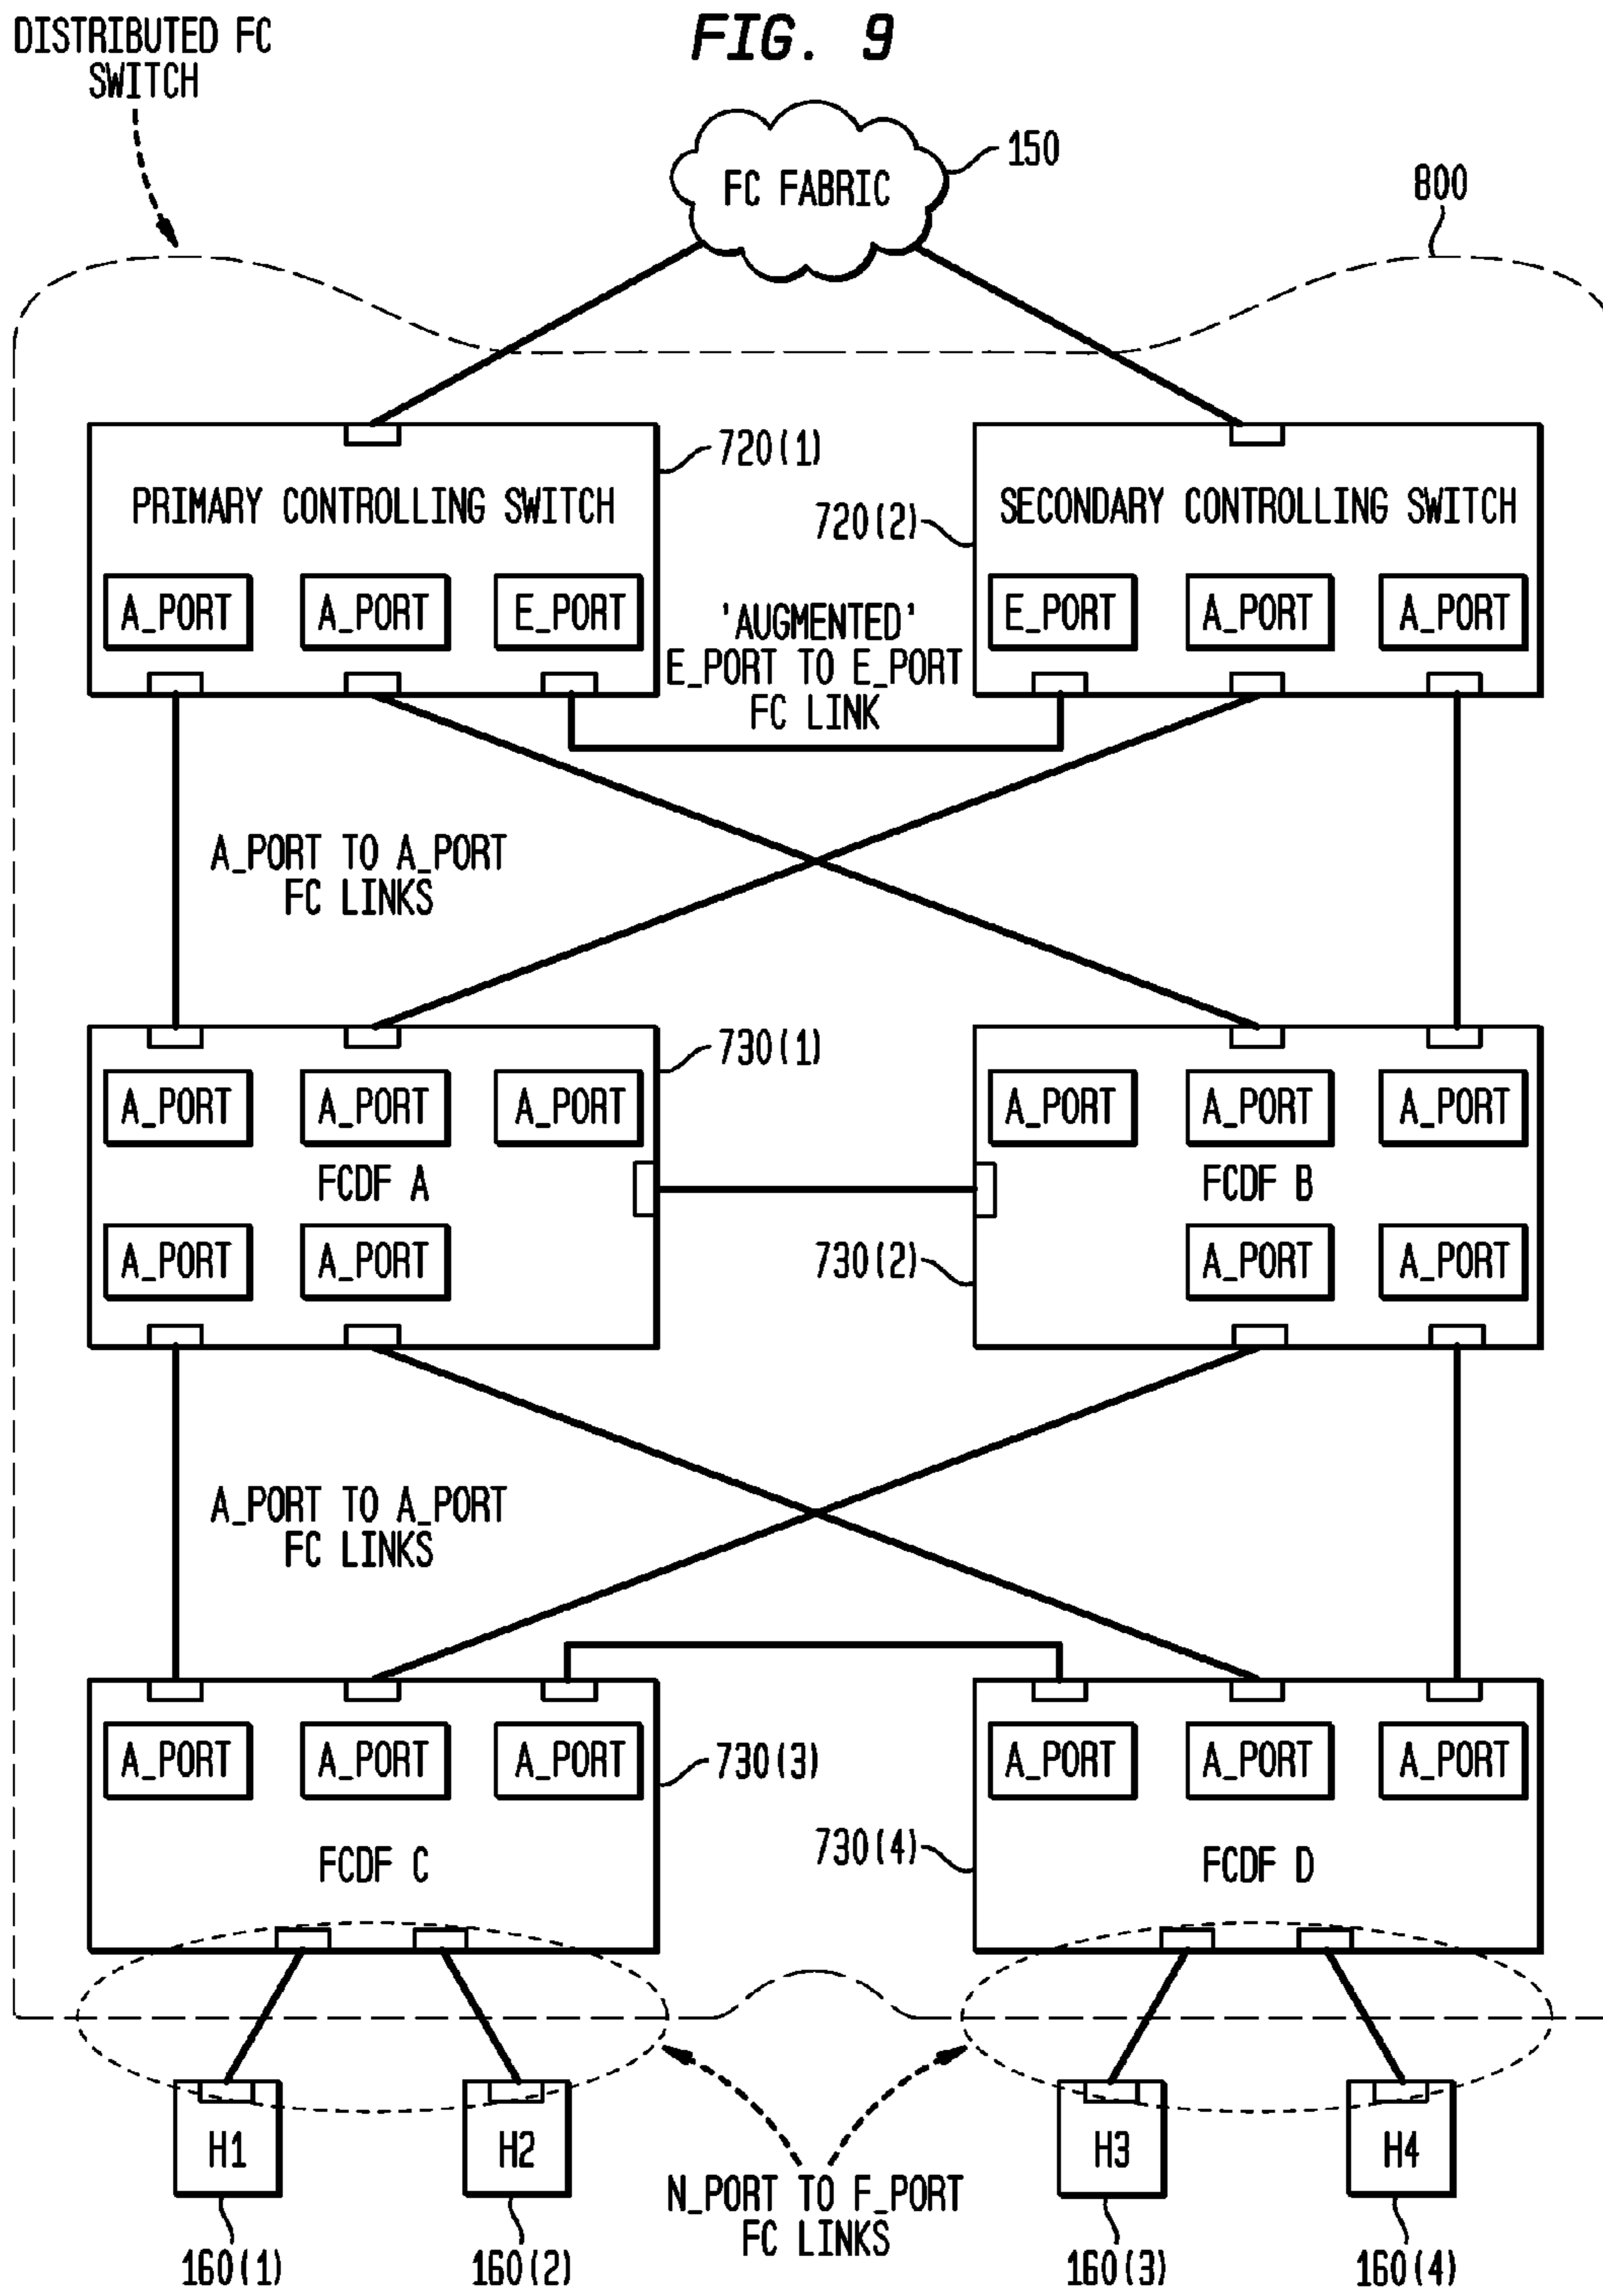 FIG. 9
DISTRIBUTED FC
SWITCH
FC FABRIC
150
800
720(1)
PRIMARY CONTROLLING SWITCH
A_PORT
A_PORT
E_PORT
720(2)
SECONDARY CONTROLLING SWITCH
E_PORT
A_PORT
A_PORT
'AUGMENTED'
E_PORT TO E_PORT
FC LINK
A_PORT TO A_PORT
FC LINKS
730(1)
A_PORT
A_PORT
A_PORT
FCDF A
A_PORT
A_PORT
A_PORT
A_PORT
A_PORT
FCDF B
730(2)
A_PORT
A_PORT
A_PORT TO A_PORT
FC LINKS
A_PORT
A_PORT
A_PORT
730(3)
FCDF C
A_PORT
A_PORT
A_PORT
730(4)
FCDF D
H1
H2
H3
H4
N_PORT TO F_PORT
FC LINKS
160(1)
160(2)
160(3)
160(4)